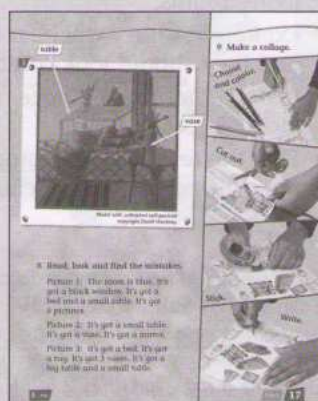 table
vase
3
8 Read, look and find the mistakes.
Picture 1: The room is blue. It's
got a black window. It's got a
bed and a small table. It's got
pictures.
Picture 2: It's got a small table.
It's got a vase. It's got a mirror.
Picture 3: It's got a bed. It's got
a rug. It's got 3 vases. It's got a
big table and a small table.
9 Make a collage.
Choose
and colour.
Cut out.
Stick.
Write.
17